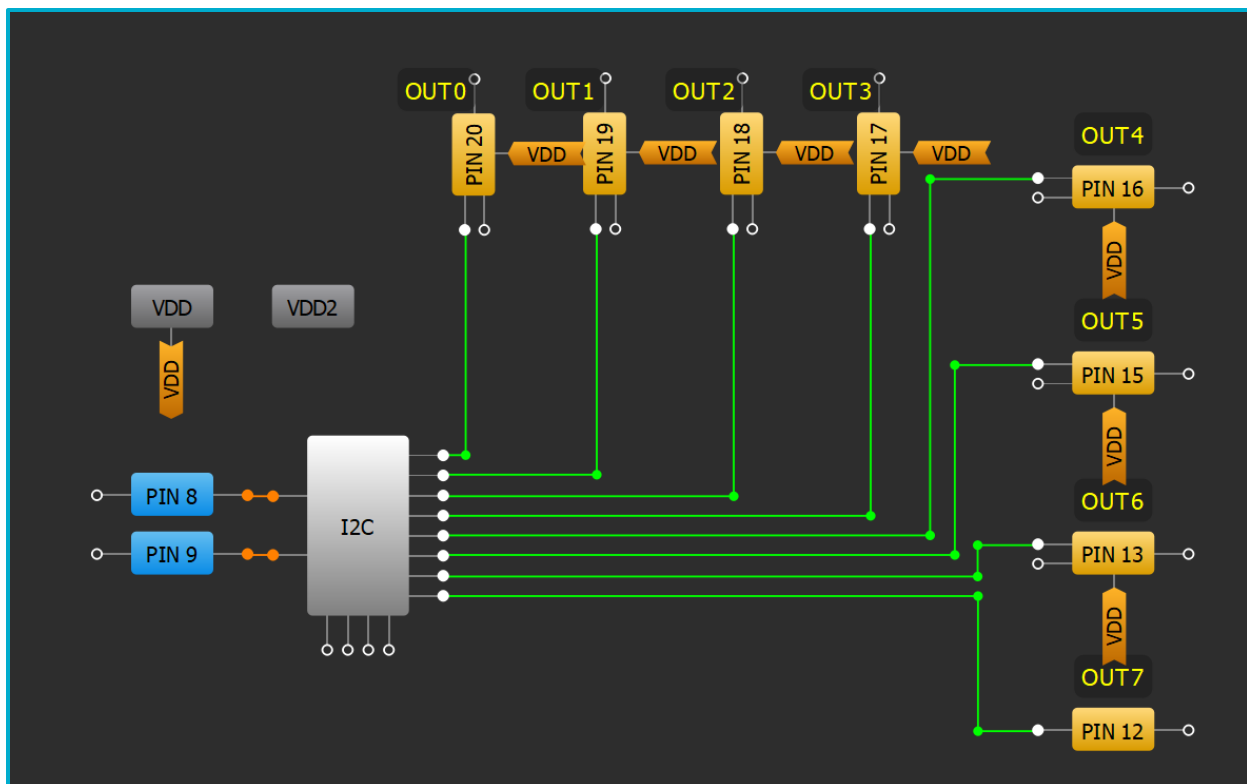 OUT0
OUT1
OUT2
OUT3
PIN 20
VDD
PIN 19
VDD
PIN 18
VDD
PIN 17
VDD
OUT4
PIN 16
VDD
VDD
VDD2
VDD
OUT5
PIN 15
VDD
PIN 8
I2C
PIN 9
OUT6
PIN 13
VDD
OUT7
PIN 12